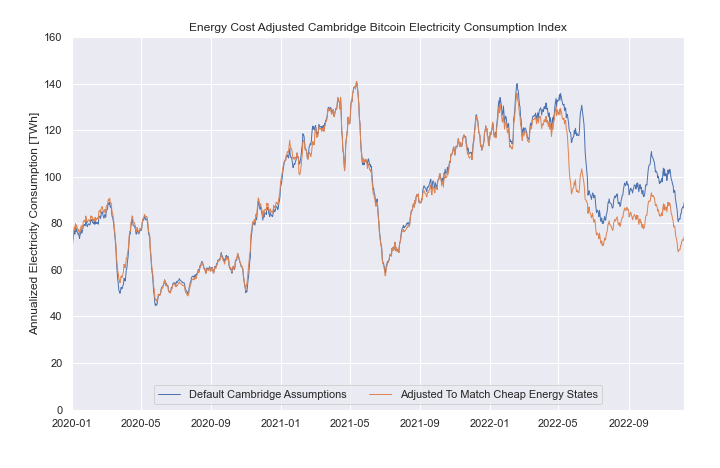 Energy Cost Adjusted Cambridge Bitcoin Electricity Consumption Index
160
140
120
100
80
60
40
20
0
Annualized Electricity Consumption [TWh]
Default Cambridge Assumptions Adjusted To Match Cheap Energy States
2020-01 2020-05 2020-09 2021-01 2021-05 2021-09 2022-01 2022-05 2022-09